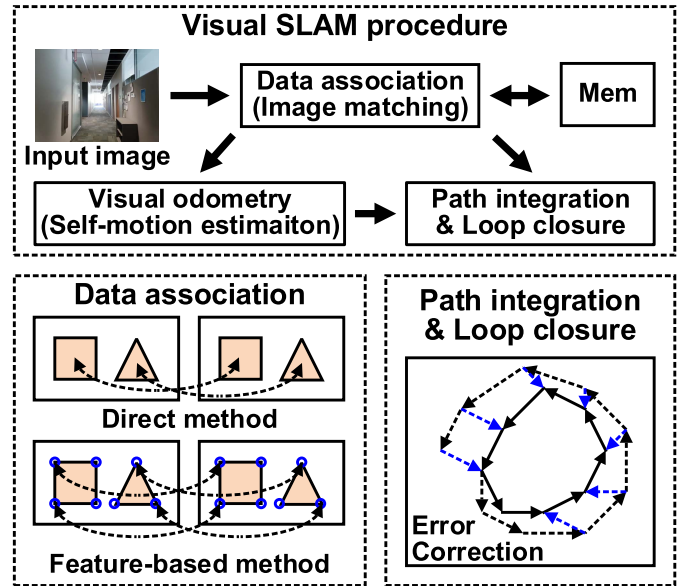 Visual SLAM procedure
Data association
(Image matching)
Mem
Input image
Visual odometry
(Self-motion estimaiton)
Path integration
& Loop closure
Data association
Direct method
Feature-based method
Path integration
& Loop closure
Error
Correction